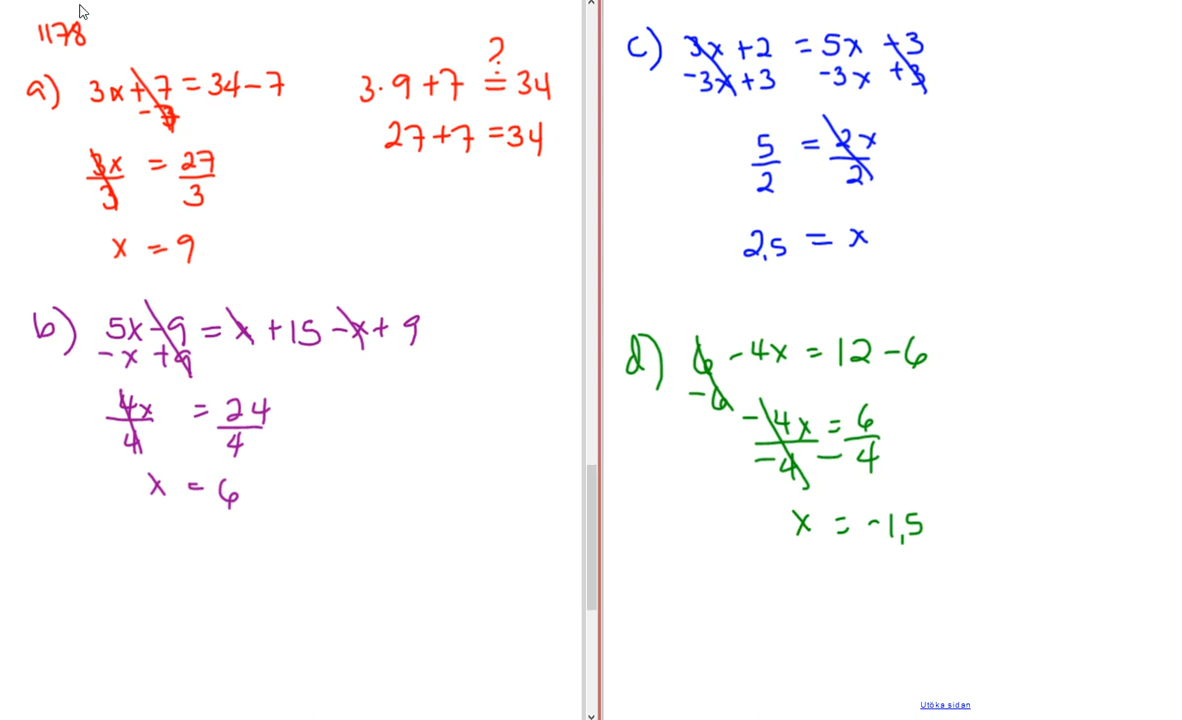 1178
a) 3x + 7 = 34 - 7
- 7
3x/3 = 27/3
x = 9
3 · 9 + 7 ?= 34
27 + 7 = 34
b) 5x - 9 = x + 15 - x + 9
- x + 9
4x/4 = 24/4
x = 6
c) 3x + 2 = 5x + 3
-3x + 3 -3x + 3
5/2 = 2x/2
2,5 = x
d) 6 - 4x = 12 - 6
- 6
-4x/-4 = 6/-4
x = -1,5
Utöka sidan